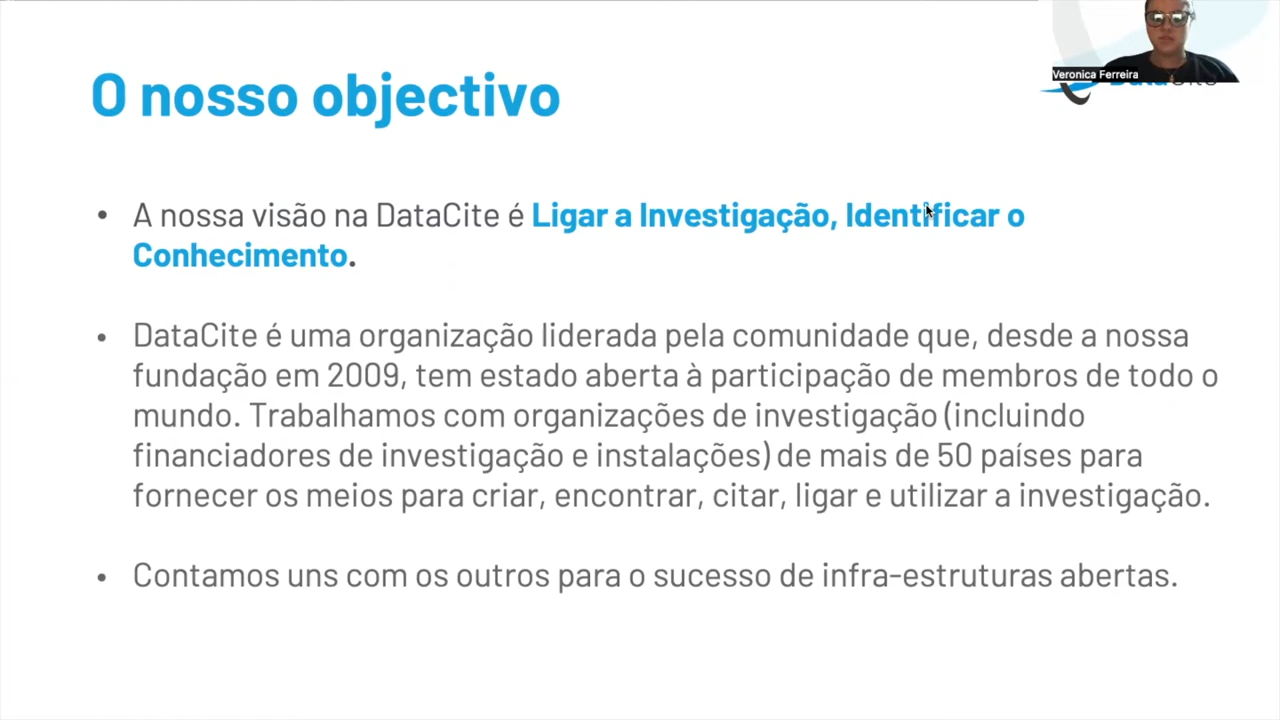 O nosso objectivo
Veronica Ferreira
• A nossa visão na DataCite é Ligar a Investigação, Identificar o
Conhecimento.
• DataCite é uma organização liderada pela comunidade que, desde a nossa
fundação em 2009, tem estado aberta à participação de membros de todo o
mundo. Trabalhamos com organizações de investigação (incluindo
financiadores de investigação e instalações) de mais de 50 países para
fornecer os meios para criar, encontrar, citar, ligar e utilizar a investigação.
• Contamos uns com os outros para o sucesso de infra-estruturas abertas.